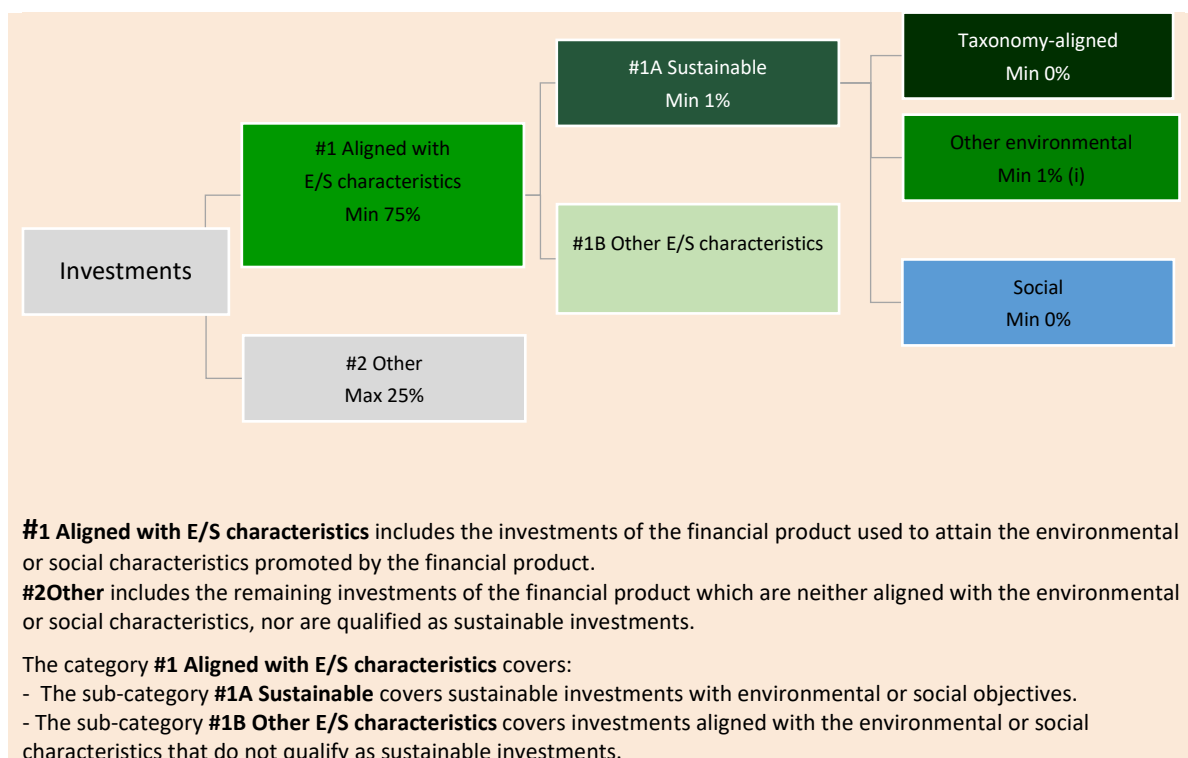 Taxonomy-aligned
Min 0%
#1A Sustainable
Min 1%
#1 Aligned with
E/S characteristics
Min 75%
Other environmental
Min 1% (i)
Investments
#1B Other E/S characteristics
Social
Min 0%
#2 Other
Max 25%
#1 Aligned with E/S characteristics includes the investments of the financial product used to attain the environmental
or social characteristics promoted by the financial product.
#2Other includes the remaining investments of the financial product which are neither aligned with the environmental
or social characteristics, nor are qualified as sustainable investments.
The category #1 Aligned with E/S characteristics covers:
- The sub-category #1A Sustainable covers sustainable investments with environmental or social objectives.
- The sub-category #1B Other E/S characteristics covers investments aligned with the environmental or social
characteristics that do not qualify as sustainable investments.